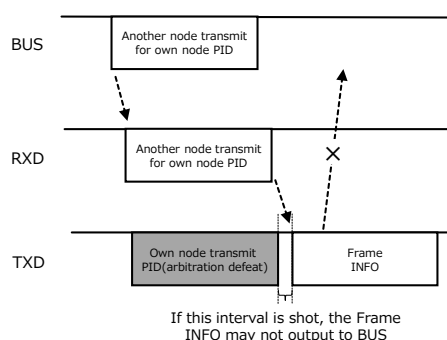 BUS
Another node transmit
for own node PID
RXD
Another node transmit
for own node PID
TXD
Own node transmit
PID(arbitration defeat)
Frame
INFO
If this interval is shot, the Frame
INFO may not output to BUS